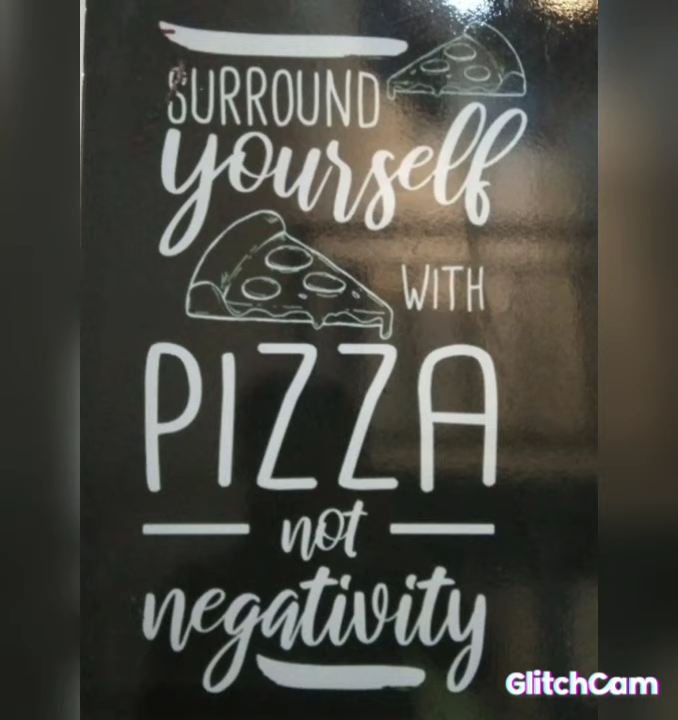 SURROUND
yourself
WITH
PIZZA
not
negativity
GlitchCam